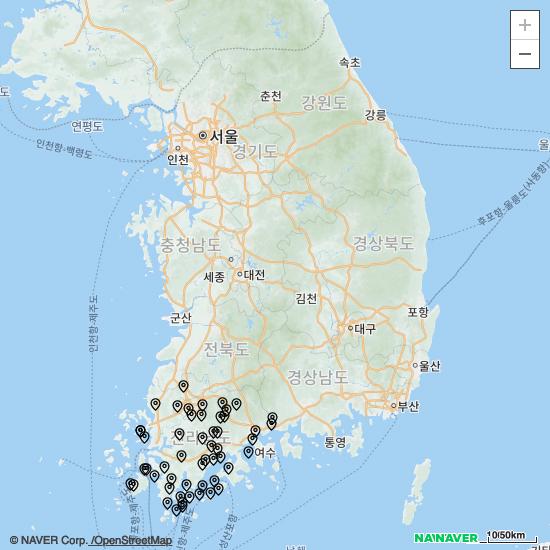 +
−
속초
춘천
강원도
강릉
도
연평도
서울
인천
경기도
울
인천항-백령도
후포항-울릉도(사동항)
충청남도
경상북도
세종
대전
김천
인천항-제주도
군산
포항
대구
전북도
울산
경상남도
부산
통영
여수
© NAVER Corp. /OpenStreetMap
NAVER
10/50km